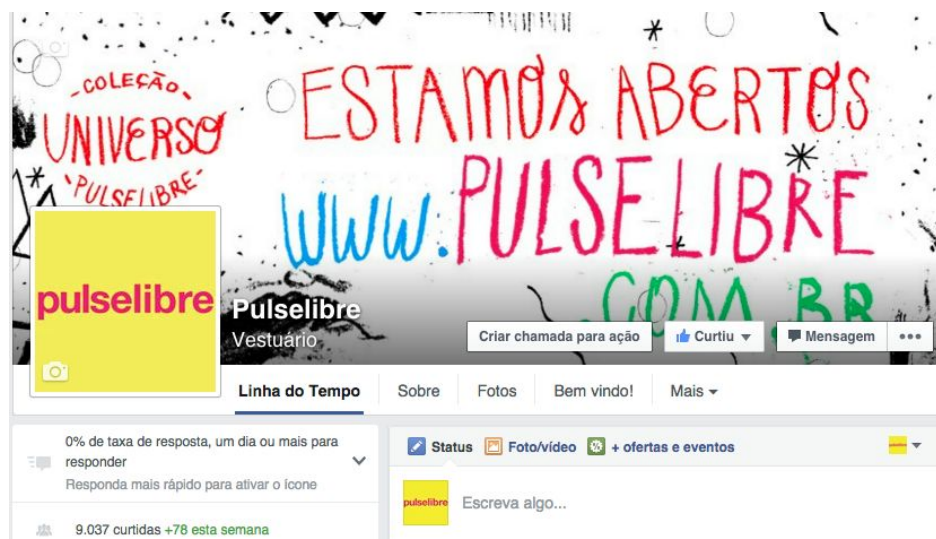 -COLEÇÃO-
UNIVERSO
'PULSELIBRE'
ESTAMOS ABERTOS
WWW.PULSELIBRE
.COM.BR
pulselibre
Pulselibre
Vestuário
Criar chamada para ação
Curtiu
Mensagem
Linha do Tempo
Sobre
Fotos
Bem vindo!
Mais
0% de taxa de resposta, um dia ou mais para
responder
Responda mais rápido para ativar o ícone
9.037 curtidas +78 esta semana
Status
Foto/vídeo
+ ofertas e eventos
pulselibre
Escreva algo...